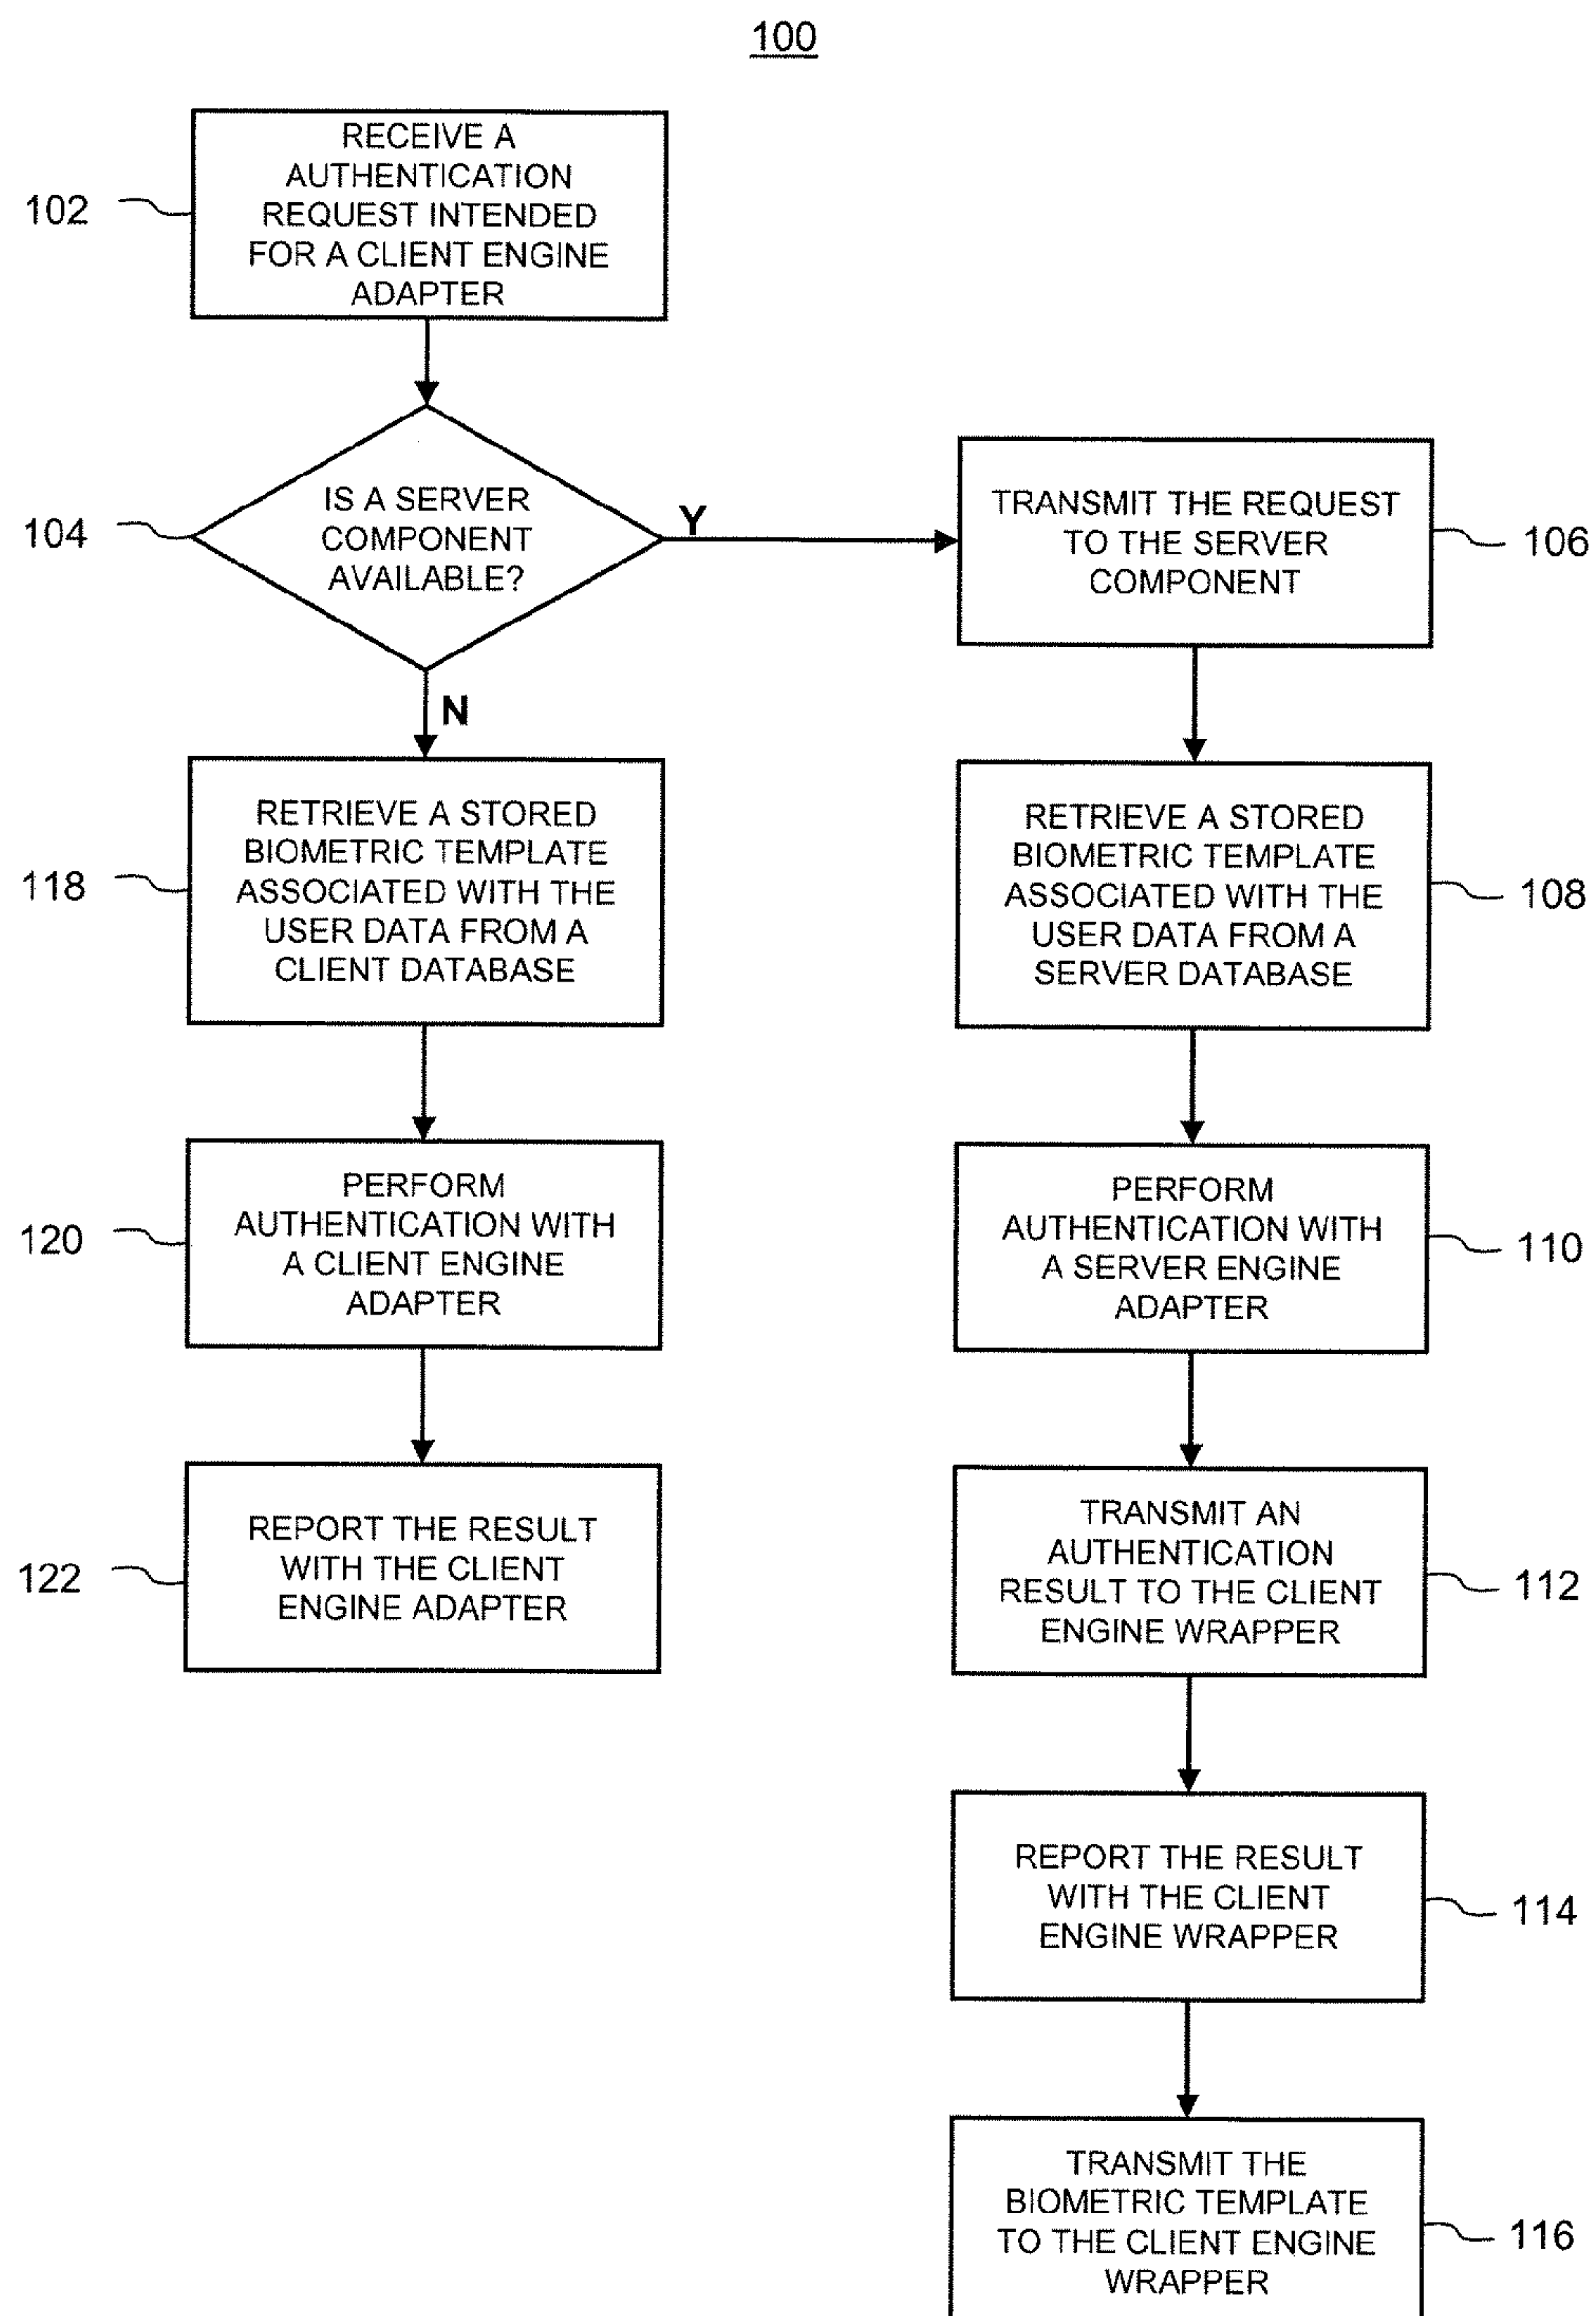 100
RECEIVE A
AUTHENTICATION
REQUEST INTENDED
FOR A CLIENT ENGINE
ADAPTER
102
IS A SERVER
COMPONENT
AVAILABLE?
104
Y
N
TRANSMIT THE REQUEST
TO THE SERVER
COMPONENT
106
RETRIEVE A STORED
BIOMETRIC TEMPLATE
ASSOCIATED WITH THE
USER DATA FROM A
CLIENT DATABASE
118
RETRIEVE A STORED
BIOMETRIC TEMPLATE
ASSOCIATED WITH THE
USER DATA FROM A
SERVER DATABASE
108
PERFORM
AUTHENTICATION WITH
A CLIENT ENGINE
ADAPTER
120
PERFORM
AUTHENTICATION WITH
A SERVER ENGINE
ADAPTER
110
REPORT THE RESULT
WITH THE CLIENT
ENGINE ADAPTER
122
TRANSMIT AN
AUTHENTICATION
RESULT TO THE CLIENT
ENGINE WRAPPER
112
REPORT THE RESULT
WITH THE CLIENT
ENGINE WRAPPER
114
TRANSMIT THE
BIOMETRIC TEMPLATE
TO THE CLIENT ENGINE
WRAPPER
116